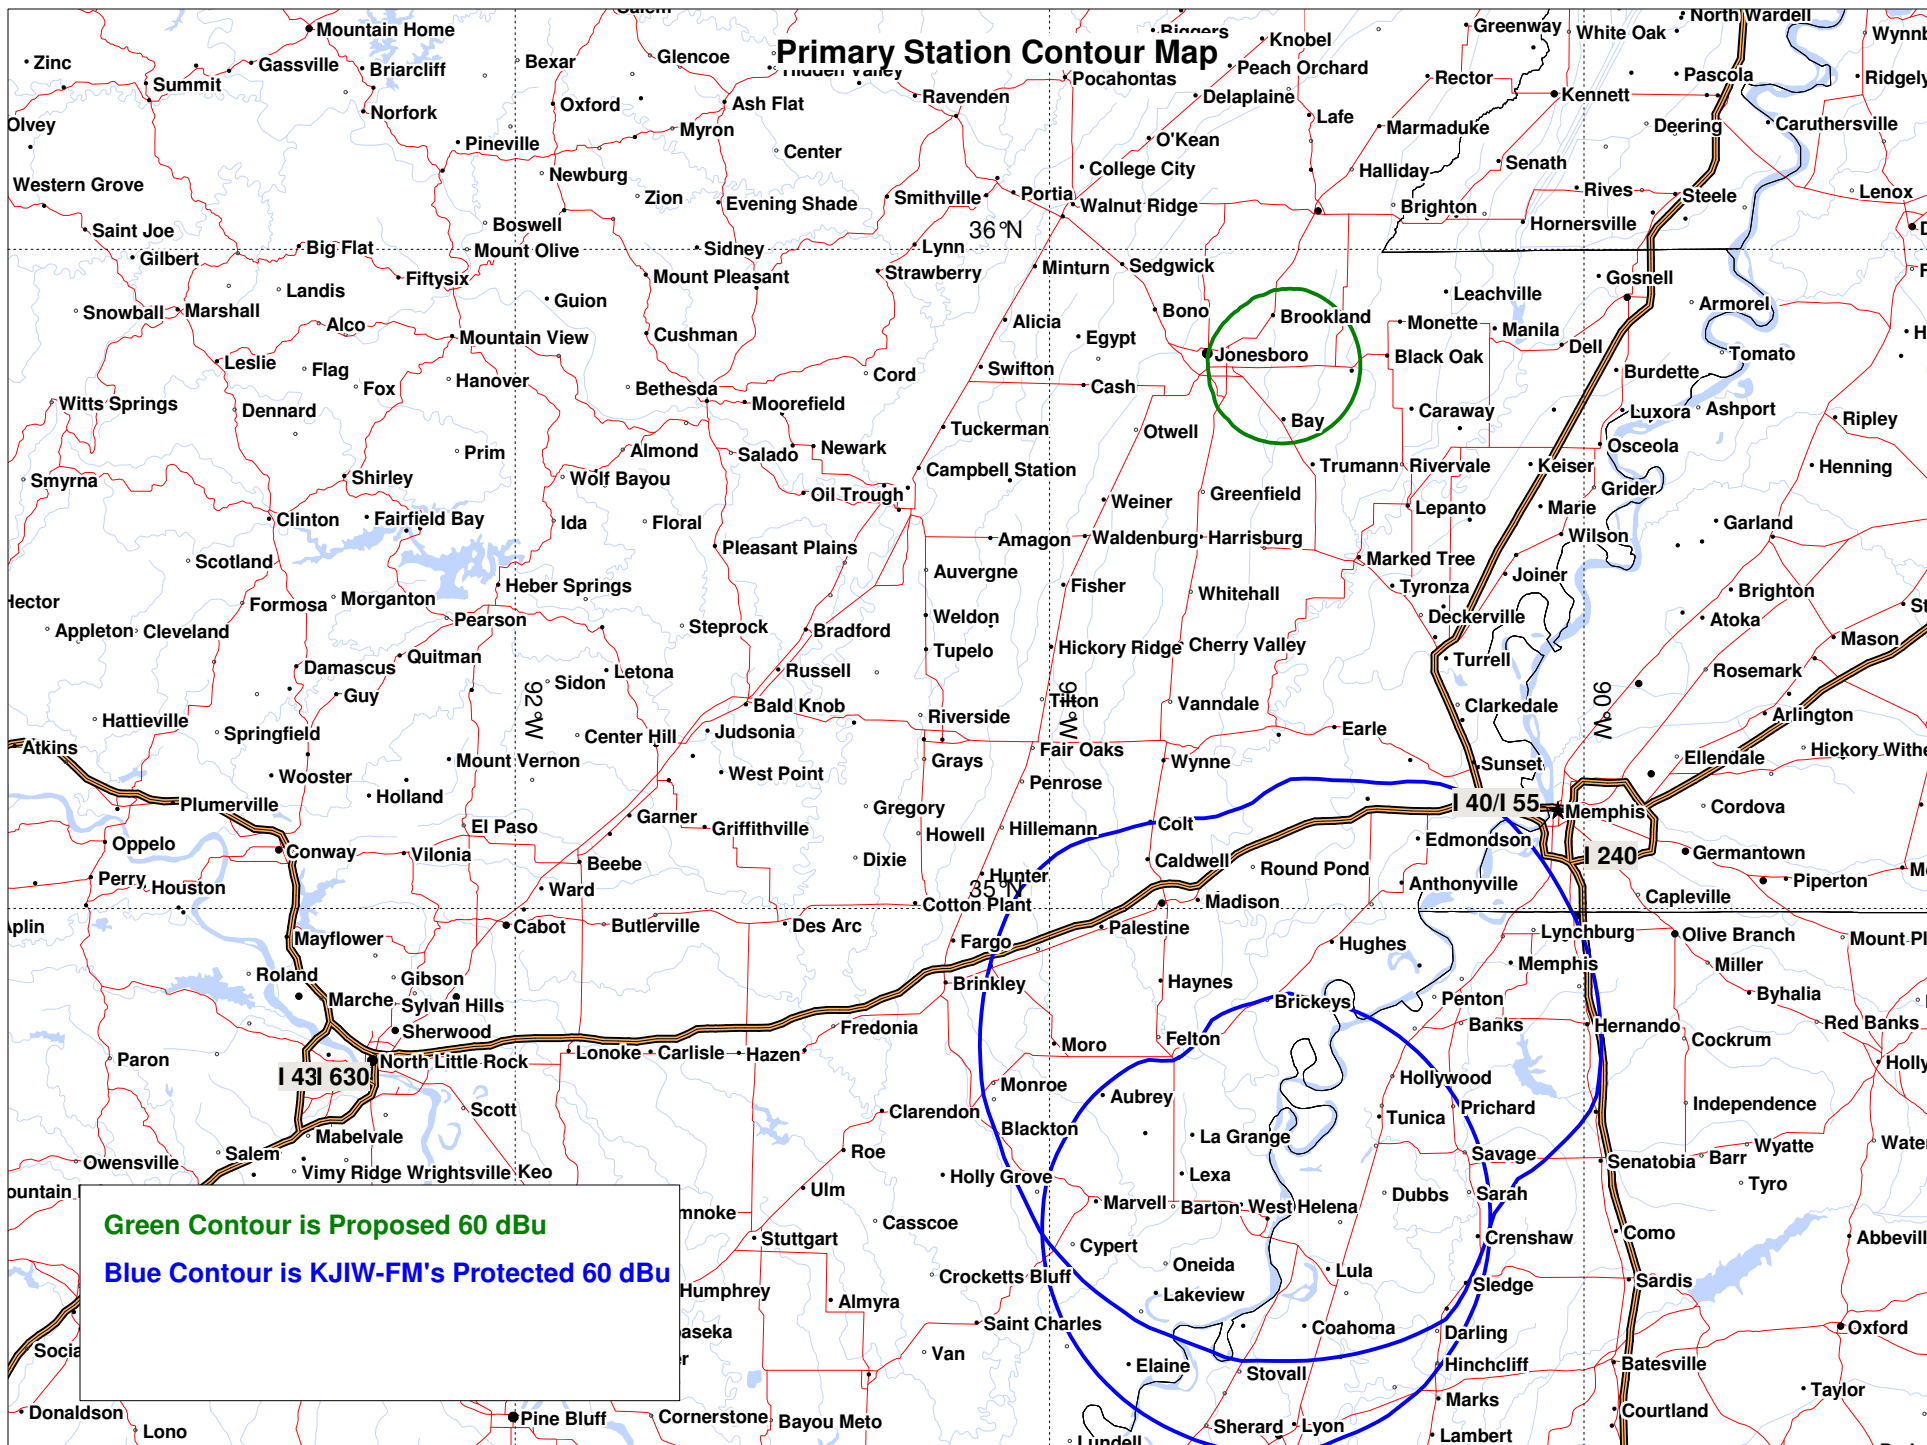 Salem
Mountain Home
Biggers
Knobel
Greenway
White Oak
North Wardell
Primary Station Contour Map
Zinc
Gassville
Briarcliff
Bexar
Glencoe
Hidden Valley
Pocahontas
Peach Orchard
Rector
Pascola
Summit
Norfork
Oxford
Ash Flat
Ravenden
Delaplaine
Lafe
Kennett
Olvey
Pineville
Myron
Center
O'Kean
Marmaduke
Deering
Caruthersville
Western Grove
Newburg
Zion
Evening Shade
Smithville
Portia
College City
Walnut Ridge
Halliday
Senath
Brighton
Rives
Steele
Lenox
Hornersville
Saint Joe
Gilbert
Big Flat
Boswell
Mount Olive
Sidney
Lynn
36°N
Fiftysix
Mount Pleasant
Strawberry
Minturn
Sedgwick
Gosnell
Landis
Guion
Leachville
Armorel
Snowball
Marshall
Alco
Mountain View
Cushman
Alicia
Bono
Brookland
Monette
Manila
Egypt
Jonesboro
Black Oak
Dell
Tomato
Leslie
Flag
Fox
Hanover
Bethesda
Cord
Swifton
Cash
Burdette
Witts Springs
Dennard
Moorefield
Tuckerman
Otwell
Bay
Caraway
Luxora
Ashport
Ripley
Prim
Almond
Salado
Newark
Osceola
Smyrna
Shirley
Wolf Bayou
Oil Trough
Campbell Station
Trumann
Rivervale
Keiser
Henning
Grider
Clinton
Fairfield Bay
Ida
Floral
Weiner
Greenfield
Lepanto
Marie
Garland
Scotland
Pleasant Plains
Amagon
Waldenburg
Harrisburg
Wilson
Marked Tree
Heber Springs
Auvergne
Fisher
Whitehall
Tyronza
Joiner
Brighton
Hector
Formosa
Morganton
Pearson
Weldon
Deckerville
Atoka
Appleton
Cleveland
Steprock
Bradford
Mason
Damascus
Quitman
Tupelo
Hickory Ridge
Cherry Valley
Turrell
Guy
Sidon
Letona
Russell
Rosemark
92°W
90°W
Hattieville
Springfield
Bald Knob
Riverside
Tilton
Vanndale
Clarkedale
Arlington
Atkins
Center Hill
Judsonia
Fair Oaks
Earle
Wooster
Mount Vernon
West Point
Grays
Wynne
Sunset
Ellendale
Plumerville
Holland
Penrose
I 40/I 55
Memphis
Cordova
Oppelo
El Paso
Garner
Griffithville
Gregory
Howell
Hillemann
Colt
Edmondson
Conway
Vilonia
Beebe
Dixie
Caldwell
Round Pond
I 240
Germantown
Perry
Houston
Ward
Hunter
35°N
Anthonyville
Piperton
Capleville
Cotton Plant
Madison
Cabot
Butlerville
Des Arc
Palestine
Mayflower
Fargo
Hughes
Lynchburg
Olive Branch
Roland
Gibson
Brinkley
Haynes
Memphis
Miller
Marche
Sylvan Hills
Brickeys
Penton
Byhalia
Sherwood
Fredonia
Banks
Hernando
Red Banks
Paron
North Little Rock
Lonoke
Carlisle
Hazen
Moro
Felton
Cockrum
I 43
I 630
Monroe
Hollywood
Scott
Clarendon
Aubrey
Tunica
Prichard
Independence
Mabelvale
Blackton
La Grange
Wyatte
Owensville
Salem
Roe
Savage
Senatobia
Barr
Vimy Ridge
Wrightsville
Keo
Holly Grove
Lexa
Ulm
Marvell
Barton
West Helena
Dubbs
Sarah
Tyro
Green Contour is Proposed 60 dBu
Casscoe
Stuttgart
Cypert
Crenshaw
Como
Blue Contour is KJIW-FM's Protected 60 dBu
Oneida
Lula
Crocketts Bluff
Humphrey
Almyra
Lakeview
Sledge
Sardis
Saint Charles
Coahoma
Darling
Oxford
Van
Elaine
Stovall
Hinchcliff
Batesville
Taylor
Marks
Donaldson
Lono
Pine Bluff
Cornerstone
Bayou Meto
Sherard
Lyon
Lambert
Courtland
Lundell